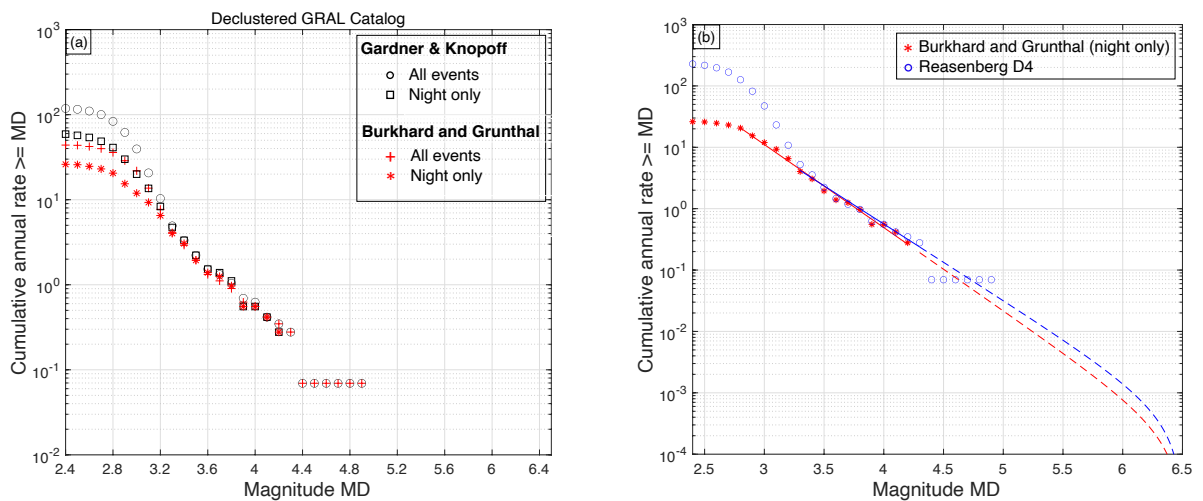 Declustered GRAL Catalog
(a)
Gardner & Knopoff
All events
Night only
Burkhard and Grunthal
All events
Night only
Cumulative annual rate >= MD
10^3
10^2
10^1
10^0
10^-1
10^-2
2.4 2.8 3.2 3.6 4 4.4 4.8 5.2 5.6 6 6.4
Magnitude MD
(b)
Burkhard and Grunthal (night only)
Reasenberg D4
Cumulative annual rate >= MD
10^3
10^2
10^1
10^0
10^-1
10^-2
10^-3
10^-4
2.5 3 3.5 4 4.5 5 5.5 6 6.5
Magnitude MD